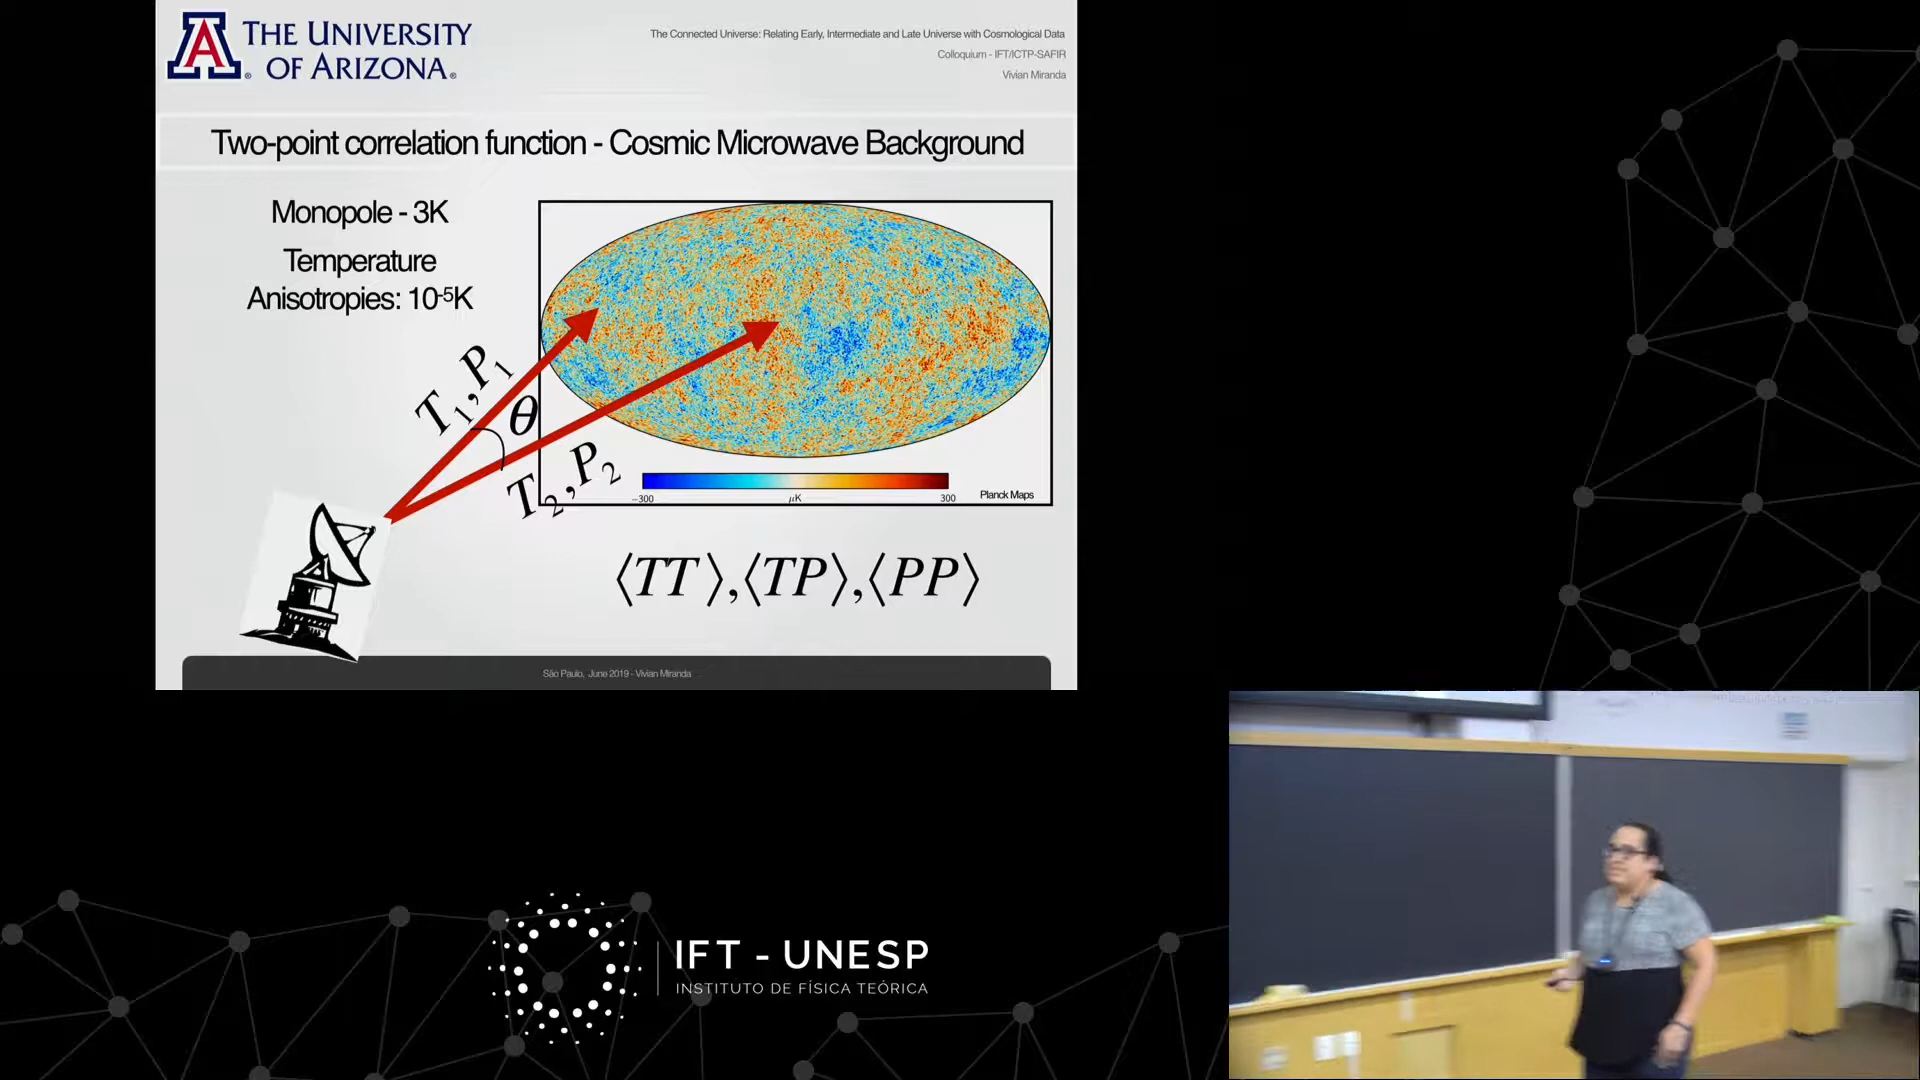 THE UNIVERSITY
OF ARIZONA®
The Connected Universe: Relating Early, Intermediate and Late Universe with Cosmological Data
Colloquium - IFT/ICTP-SAFIR
Vivian Miranda
Two-point correlation function - Cosmic Microwave Background
Monopole - 3K
Temperature
Anisotropies: 10⁻⁵K
T₁,P₁
θ
T₂,P₂
-300
μK
300
Planck Maps
⟨TT⟩,⟨TP⟩,⟨PP⟩
São Paulo, June 2019 - Vivian Miranda
IFT - UNESP
INSTITUTO DE FÍSICA TEÓRICA